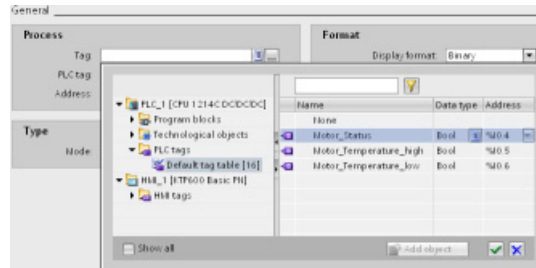 General
Process
Tag:
PLC tag:
Address:
Type
Mode:
Format
Display format: Binary
PLC_1 [CPU 1214C DC/DC/DC]
Program blocks
Technological objects
PLC tags
Default tag table [16]
HMI_1 [KTP600 Basic PN]
HMI tags
Name Data type Address
None
Motor_Status Bool %I0.4
Motor_Temperature_high Bool %I0.5
Motor_Temperature_low Bool %I0.6
Show all
Add object